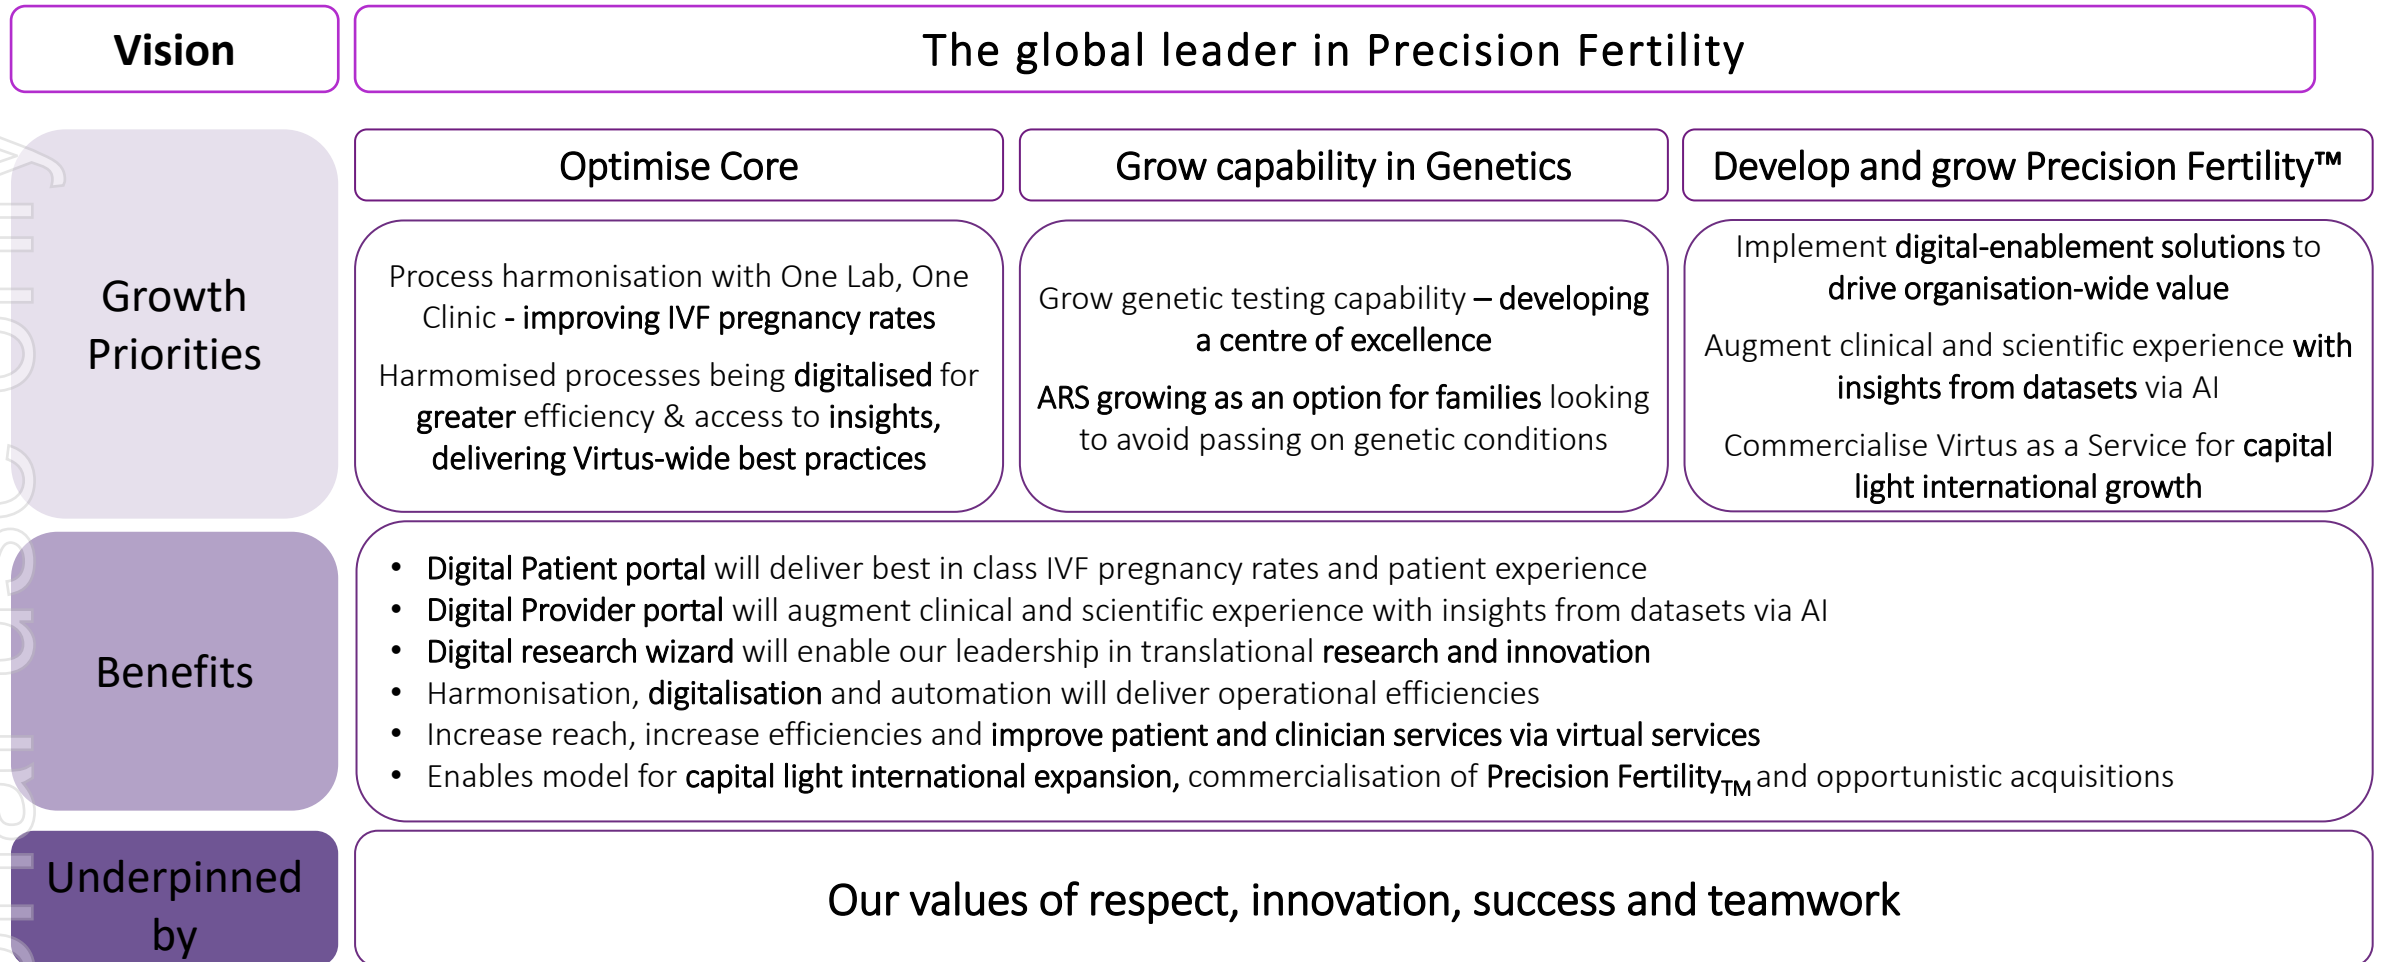 Vision
The global leader in Precision Fertility
Growth
Priorities
Optimise Core
Process harmonisation with One Lab, One
Clinic - improving IVF pregnancy rates
Harmomised processes being digitalised for
greater efficiency & access to insights,
delivering Virtus-wide best practices
Grow capability in Genetics
Grow genetic testing capability – developing
a centre of excellence
ARS growing as an option for families looking
to avoid passing on genetic conditions
Develop and grow Precision Fertility™
Implement digital-enablement solutions to
drive organisation-wide value
Augment clinical and scientific experience with
insights from datasets via AI
Commercialise Virtus as a Service for capital
light international growth
Benefits
• Digital Patient portal will deliver best in class IVF pregnancy rates and patient experience
• Digital Provider portal will augment clinical and scientific experience with insights from datasets via AI
• Digital research wizard will enable our leadership in translational research and innovation
• Harmonisation, digitalisation and automation will deliver operational efficiencies
• Increase reach, increase efficiencies and improve patient and clinician services via virtual services
• Enables model for capital light international expansion, commercialisation of Precision FertilityTM and opportunistic acquisitions
Underpinned
by
Our values of respect, innovation, success and teamwork
use only